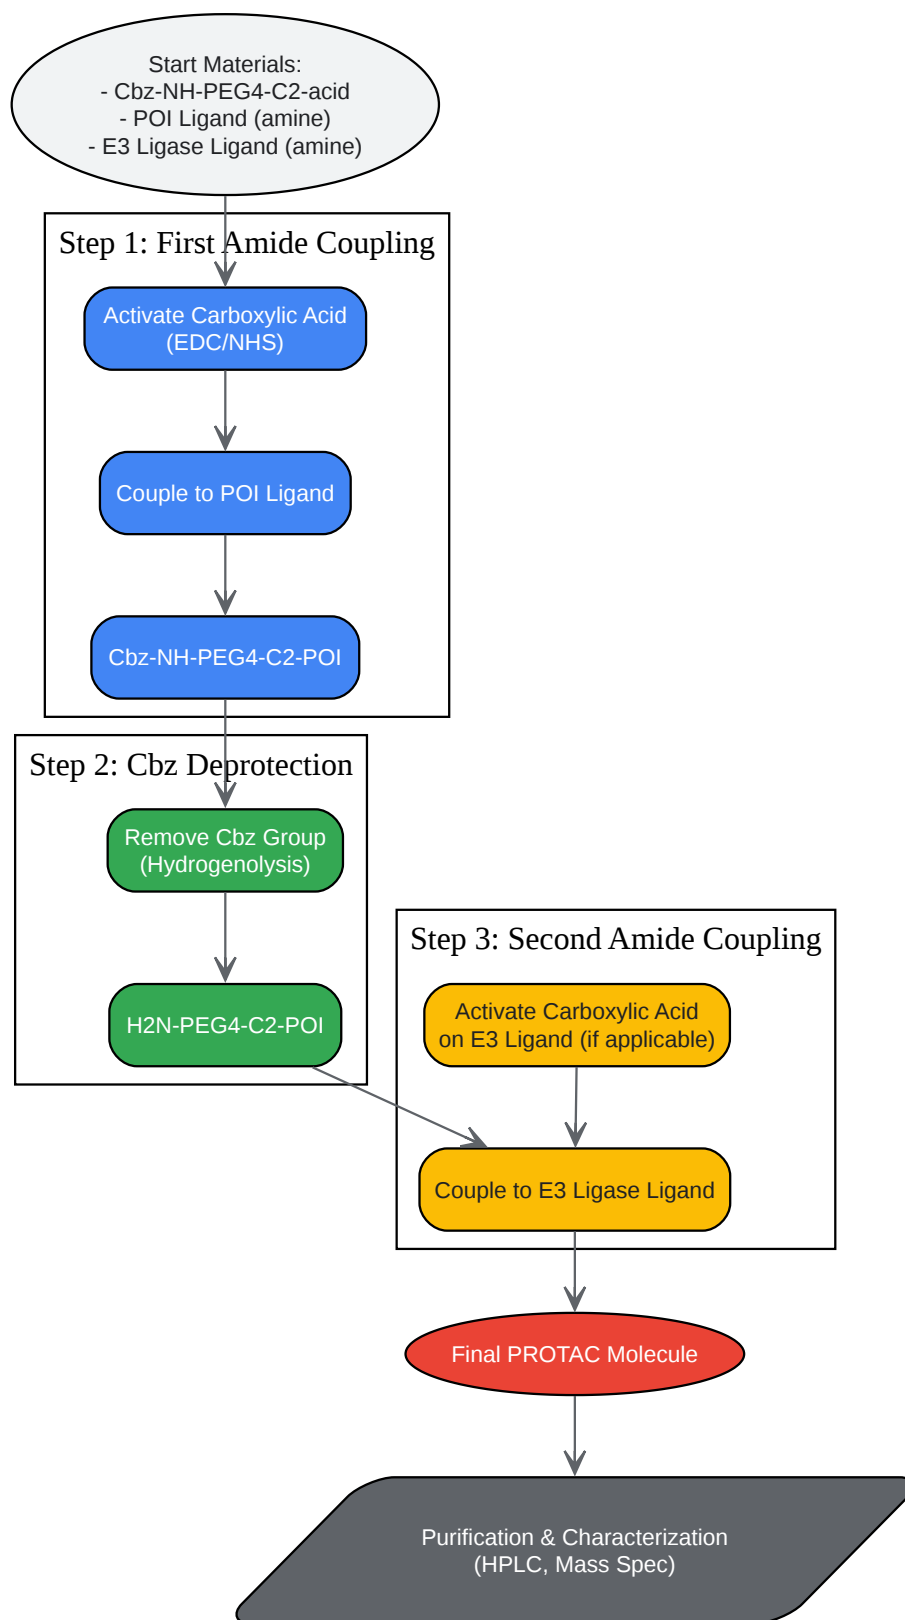 Start Materials:
- Cbz-NH-PEG4-C2-acid
- POI Ligand (amine)
- E3 Ligase Ligand (amine)
Step 1: First Amide Coupling
Activate Carboxylic Acid
(EDC/NHS)
Couple to POI Ligand
Cbz-NH-PEG4-C2-POI
Step 2: Cbz Deprotection
Remove Cbz Group
(Hydrogenolysis)
H2N-PEG4-C2-POI
Step 3: Second Amide Coupling
Activate Carboxylic Acid
on E3 Ligand (if applicable)
Couple to E3 Ligase Ligand
Final PROTAC Molecule
Purification & Characterization
(HPLC, Mass Spec)